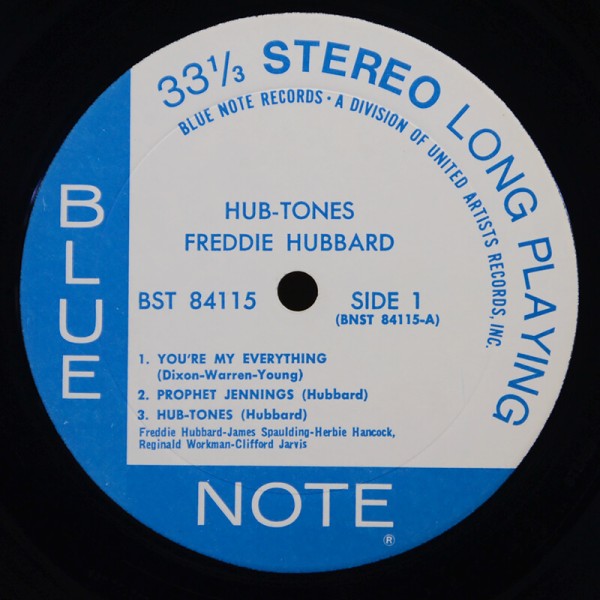 33⅓ STEREO LONG PLAYING
BLUE NOTE RECORDS • A DIVISION OF UNITED ARTISTS RECORDS, INC.
BLUE
HUB-TONES
FREDDIE HUBBARD
BST 84115 SIDE 1
(BNST 84115-A)
1. YOU'RE MY EVERYTHING
(Dixon-Warren-Young)
2. PROPHET JENNINGS (Hubbard)
3. HUB-TONES (Hubbard)
Freddie Hubbard-James Spaulding-Herbie Hancock,
Reginald Workman-Clifford Jarvis
NOTE
®